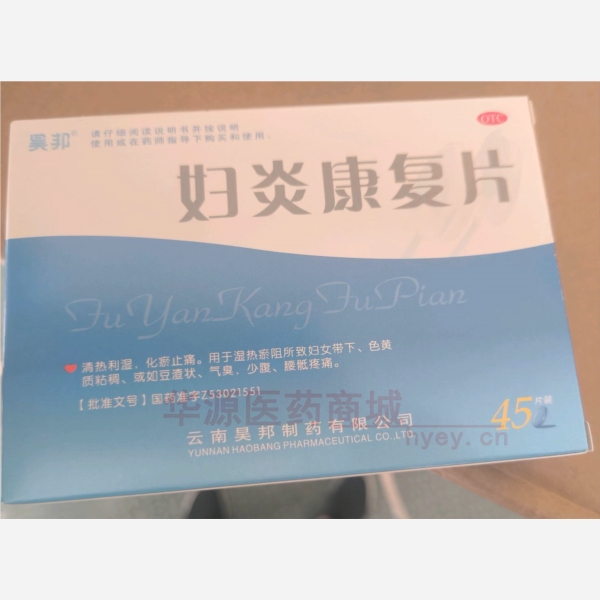 昊邦®
请仔细阅读说明书并按说明
使用或在药师指导下购买和使用。
OTC
妇炎康复片
FuYanKangFuPian
清热利湿，化瘀止痛。用于湿热瘀阻所致妇女带下、色黄
质粘稠、或如豆渣状、气臭，少腹、腰骶疼痛。
【批准文号】国药准字Z53021551
华源医药商城
hyey.cn
45片装
云南昊邦制药有限公司
YUNNAN HAOBANG PHARMACEUTICAL CO.,LTD.